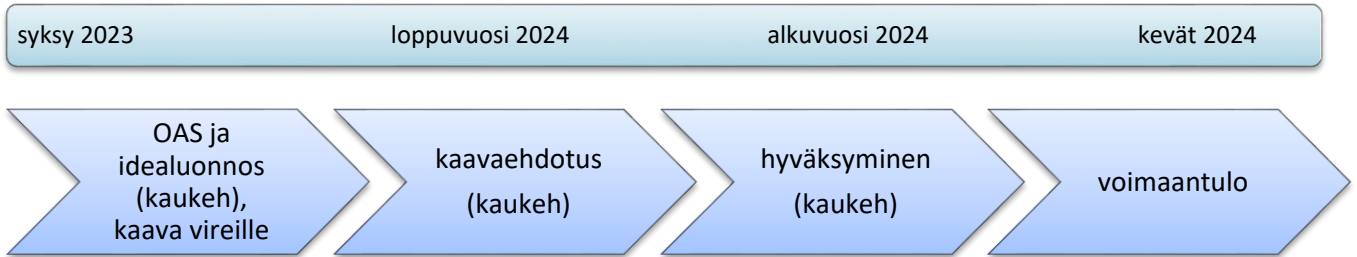 syksy 2023 loppuvuosi 2024 alkuvuosi 2024 kevät 2024
OAS ja
idealuonnos
(kaukeh),
kaava vireille
kaavaehdotus
(kaukeh)
hyväksyminen
(kaukeh)
voimaantulo